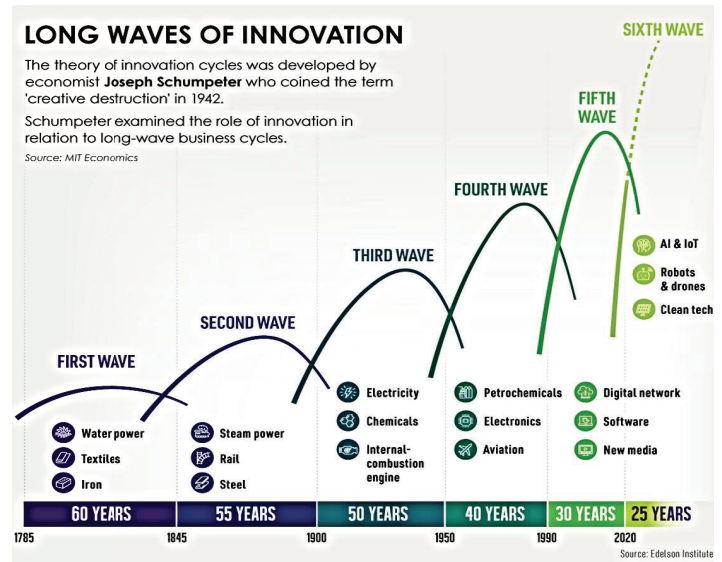 LONG WAVES OF INNOVATION
The theory of innovation cycles was developed by
economist Joseph Schumpeter who coined the term
'creative destruction' in 1942.
Schumpeter examined the role of innovation in
relation to long-wave business cycles.
Source: MIT Economics
FIRST WAVE
SECOND WAVE
THIRD WAVE
FOURTH WAVE
FIFTH
WAVE
SIXTH WAVE
Water power
Textiles
Iron
Steam power
Rail
Steel
Electricity
Chemicals
Internal-
combustion
engine
Petrochemicals
Electronics
Aviation
Digital network
Software
New media
AI & IoT
Robots
& drones
Clean tech
60 YEARS
55 YEARS
50 YEARS
40 YEARS
30 YEARS
25 YEARS
1785
1845
1900
1950
1990
2020
Source: Edelson Institute